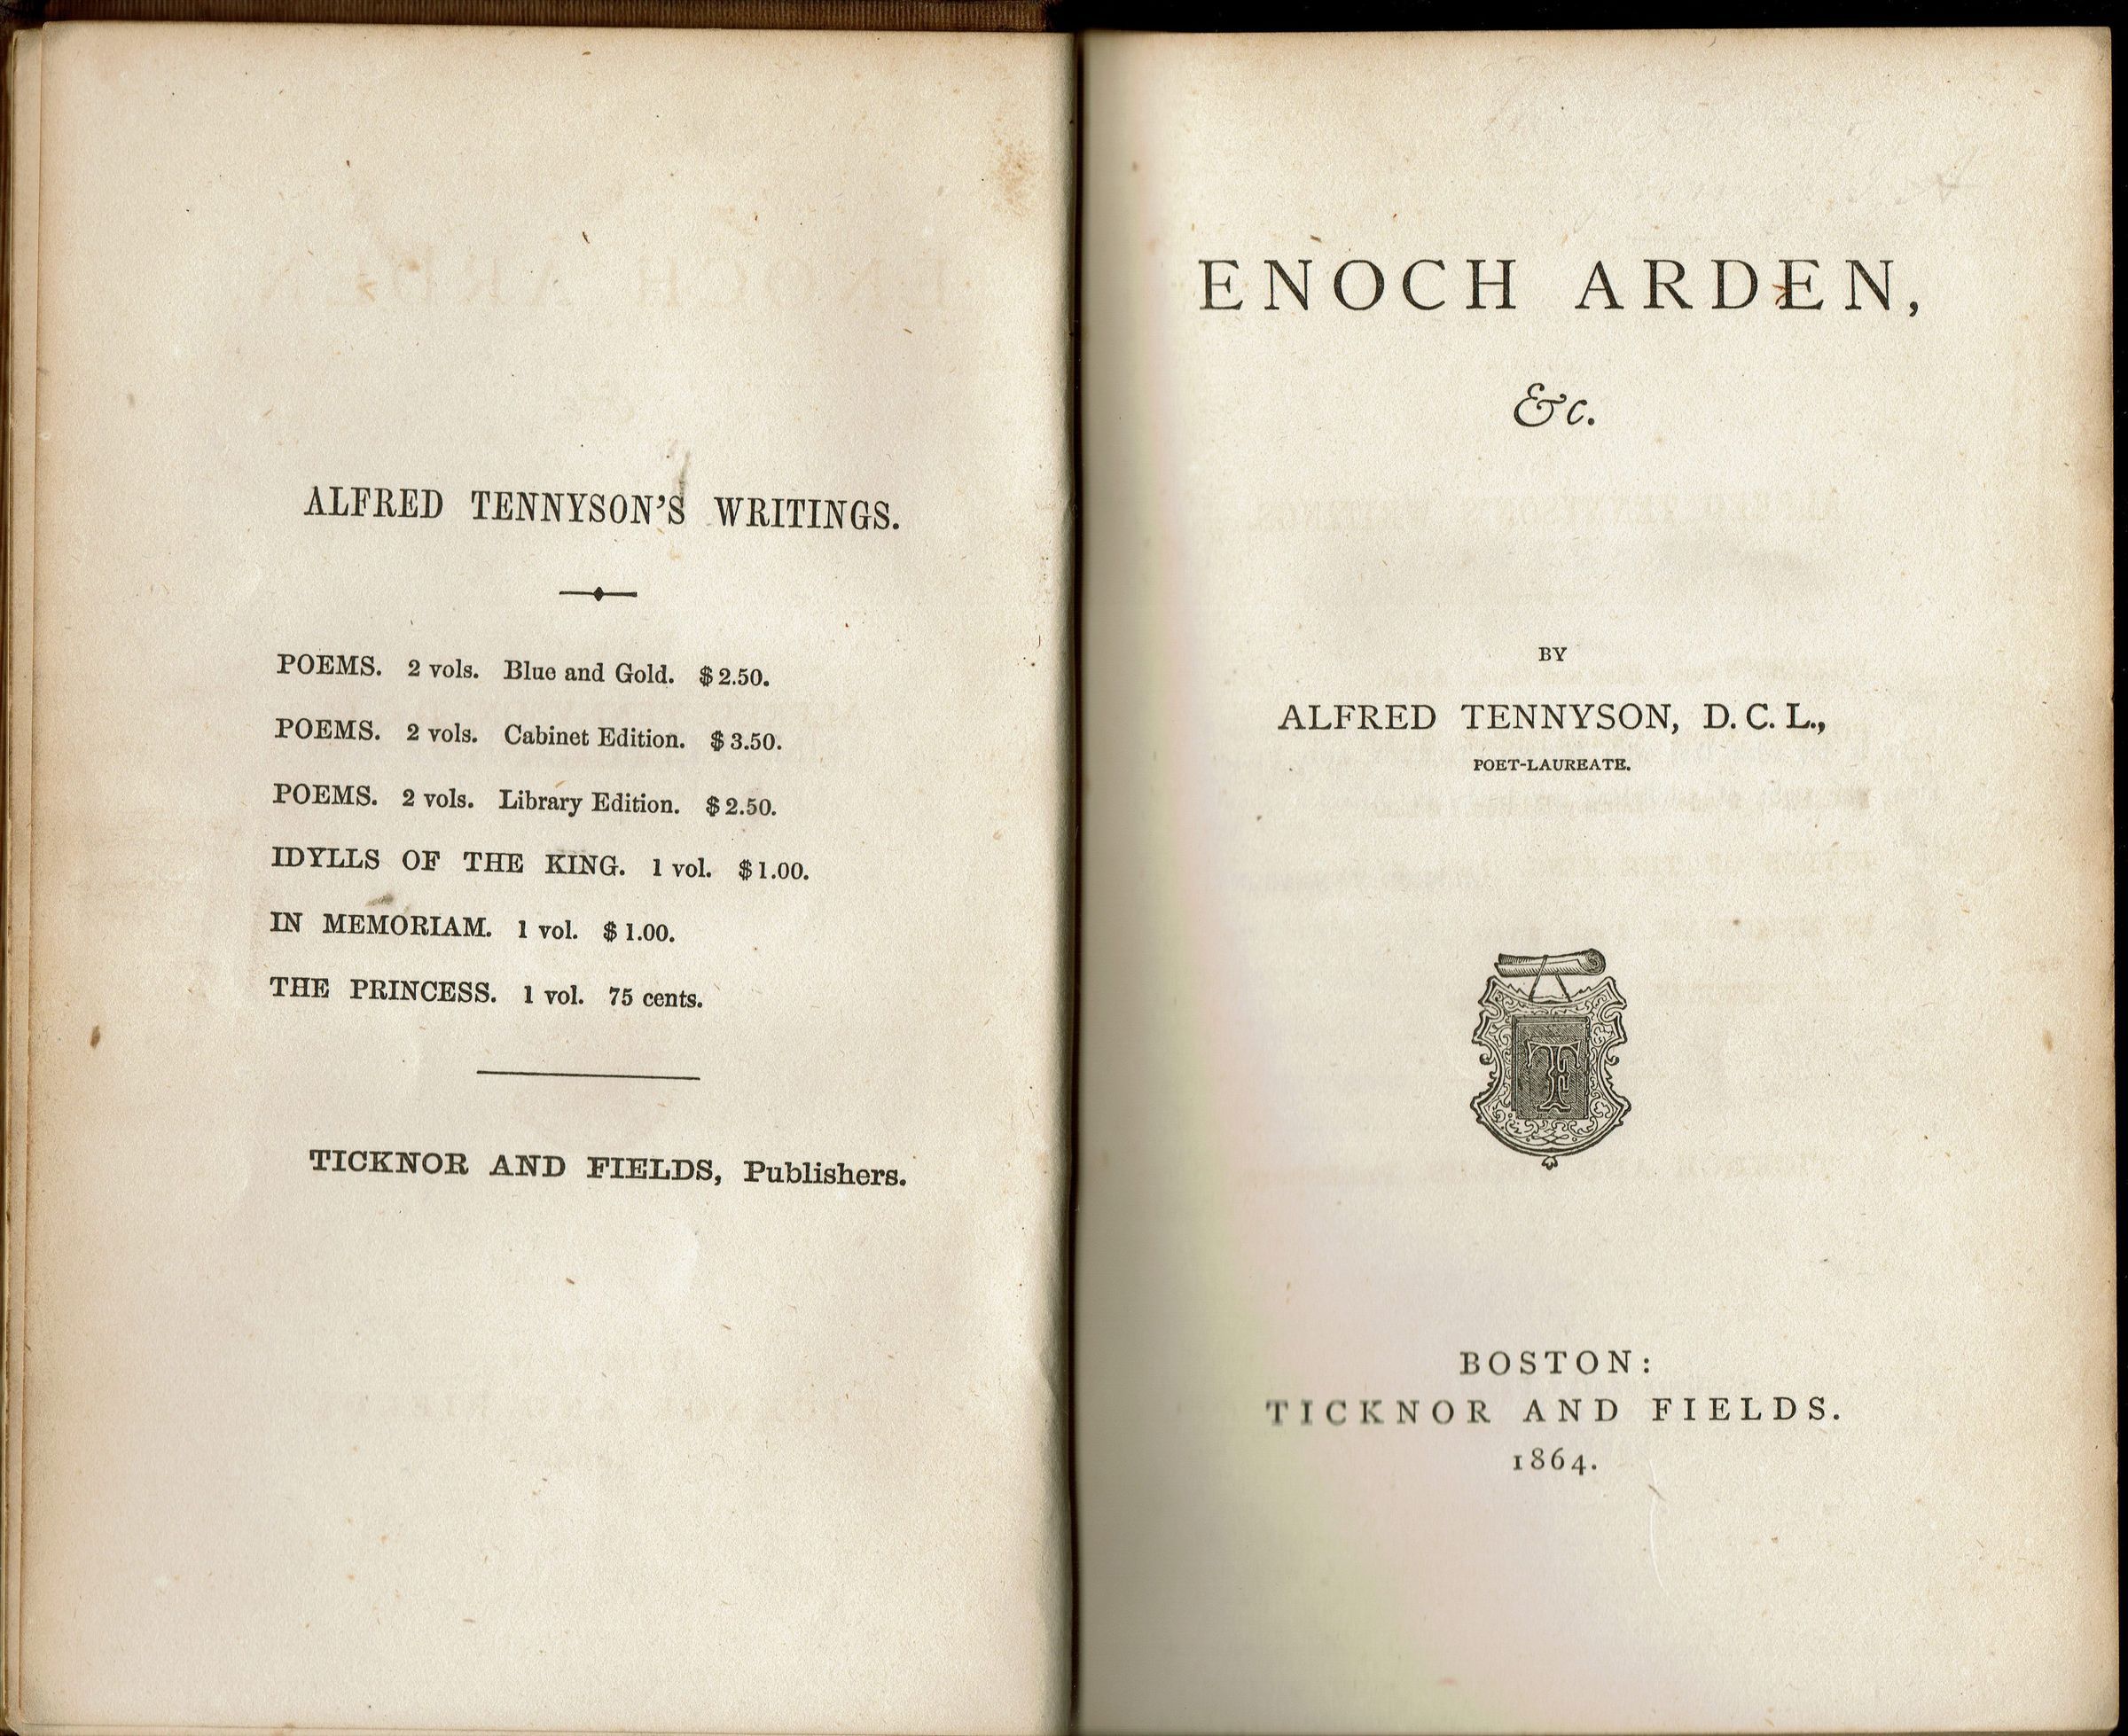 ALFRED TENNYSON'S WRITINGS.
POEMS. 2 vols. Blue and Gold. $2.50.
POEMS. 2 vols. Cabinet Edition. $3.50.
POEMS. 2 vols. Library Edition. $2.50.
IDYLLS OF THE KING. 1 vol. $1.00.
IN MEMORIAM. 1 vol. $1.00.
THE PRINCESS. 1 vol. 75 cents.
TICKNOR AND FIELDS, Publishers.
ENOCH ARDEN,
&c.
BY
ALFRED TENNYSON, D. C. L.,
POET-LAUREATE.
TF
BOSTON:
TICKNOR AND FIELDS.
1864.